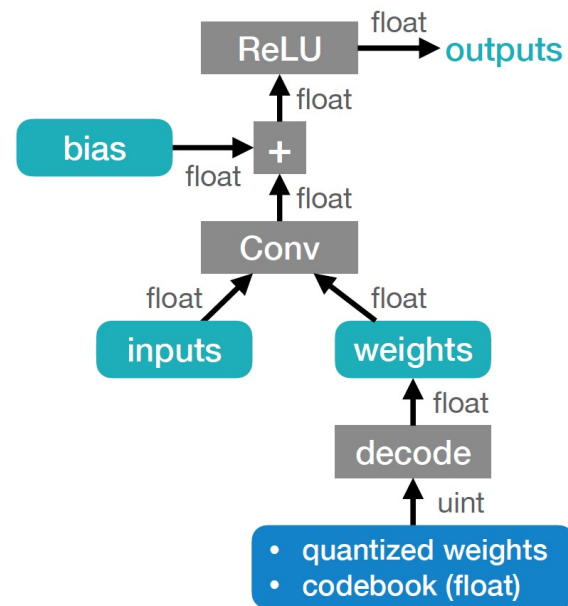 float
ReLU
outputs
float
bias
+
float
float
Conv
float
float
inputs
weights
float
decode
uint
• quantized weights
• codebook (float)